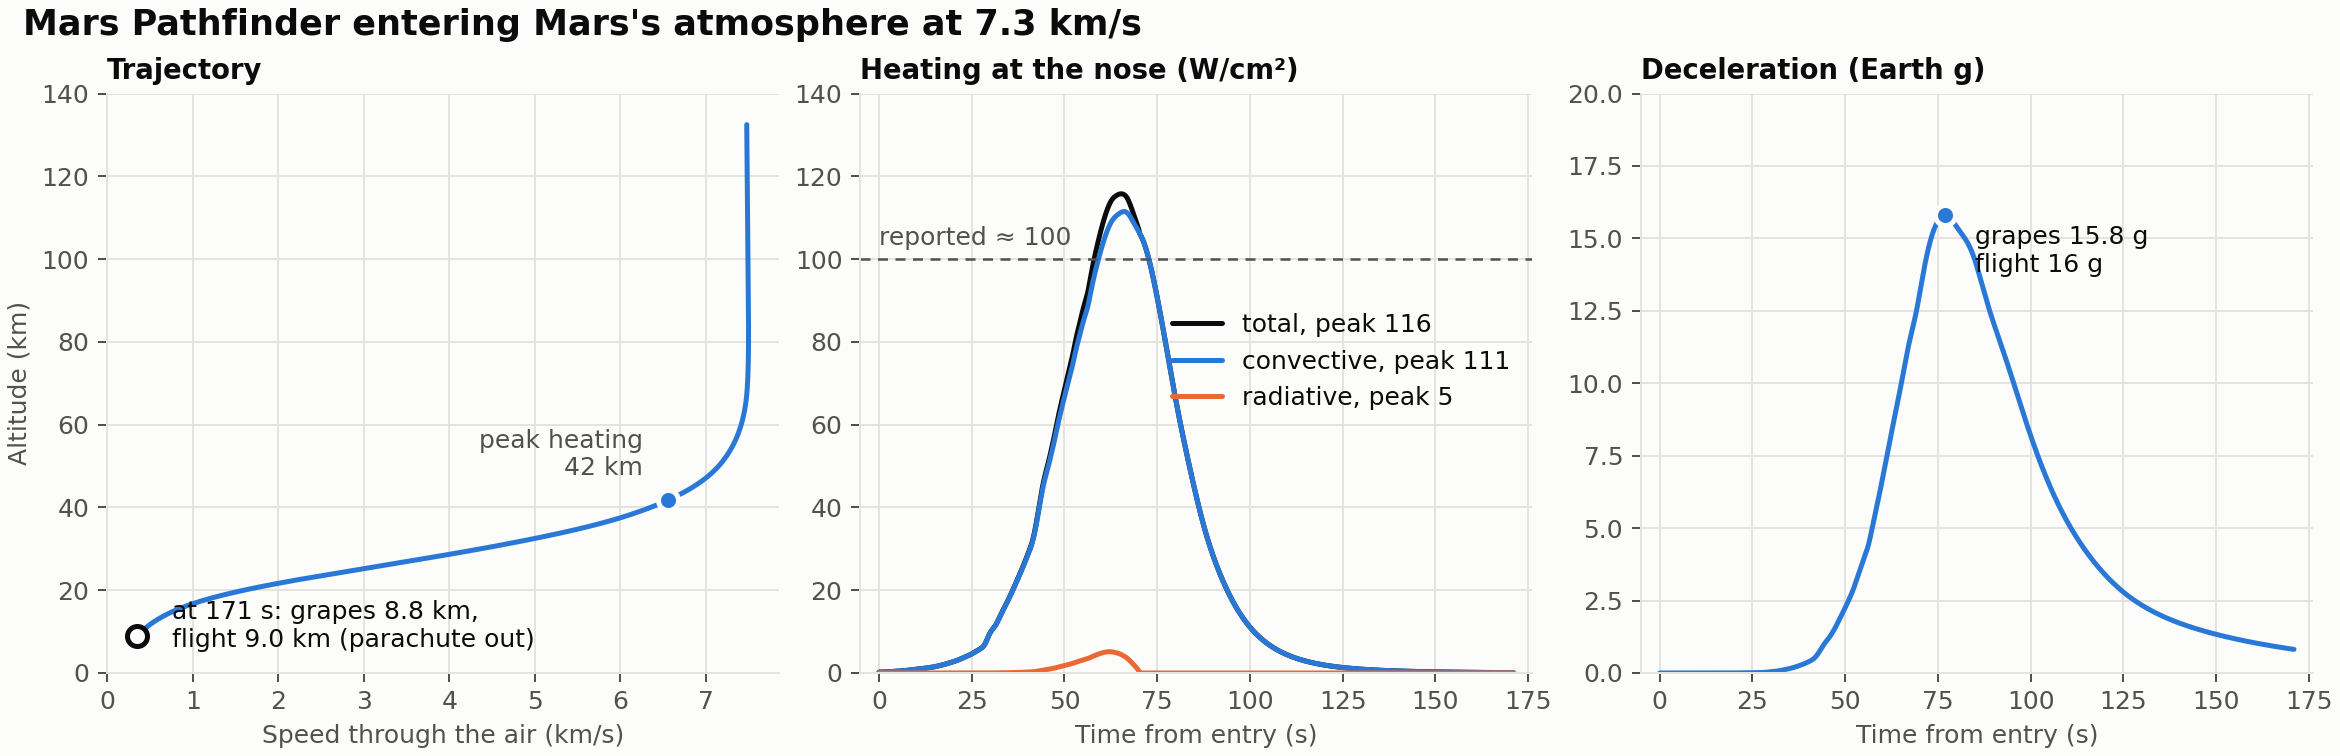 Mars Pathfinder entering Mars's atmosphere at 7.3 km/s
Trajectory
140
120
100
80
60
40
20
0
Altitude (km)
peak heating
42 km
at 171 s: grapes 8.8 km,
flight 9.0 km (parachute out)
0 1 2 3 4 5 6 7
Speed through the air (km/s)
Heating at the nose (W/cm²)
140
120
100
80
60
40
20
0
reported ≈ 100
total, peak 116
convective, peak 111
radiative, peak 5
0 25 50 75 100 125 150 175
Time from entry (s)
Deceleration (Earth g)
20.0
17.5
15.0
12.5
10.0
7.5
5.0
2.5
0.0
grapes 15.8 g
flight 16 g
0 25 50 75 100 125 150 175
Time from entry (s)